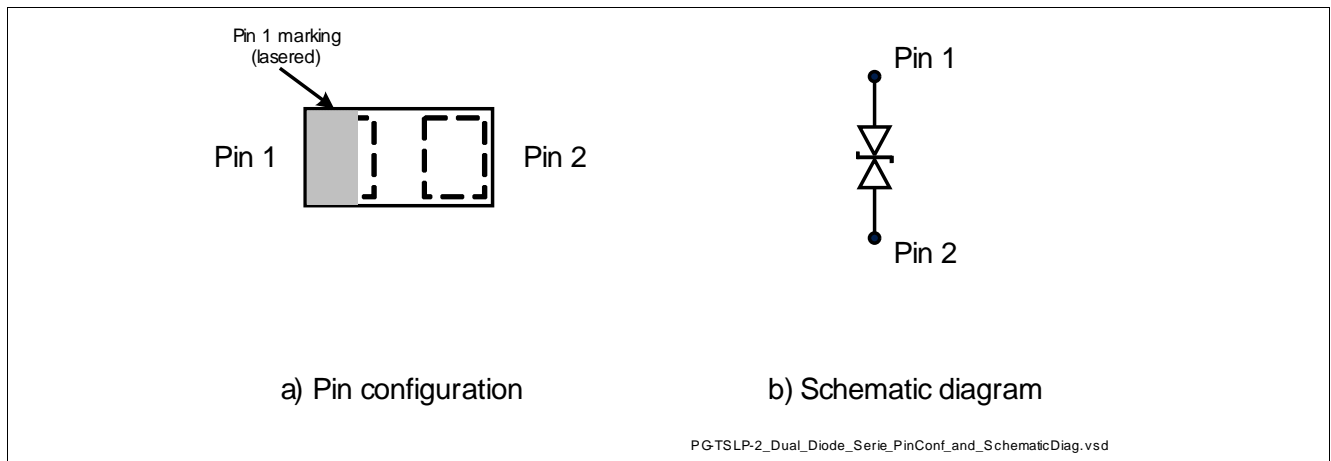 Pin 1 marking
(lasered)
Pin 1
Pin 2
Pin 1
Pin 2
a) Pin configuration
b) Schematic diagram
PG-TSLP-2_Dual_Diode_Serie_PinConf_and_SchematicDiag.vsd